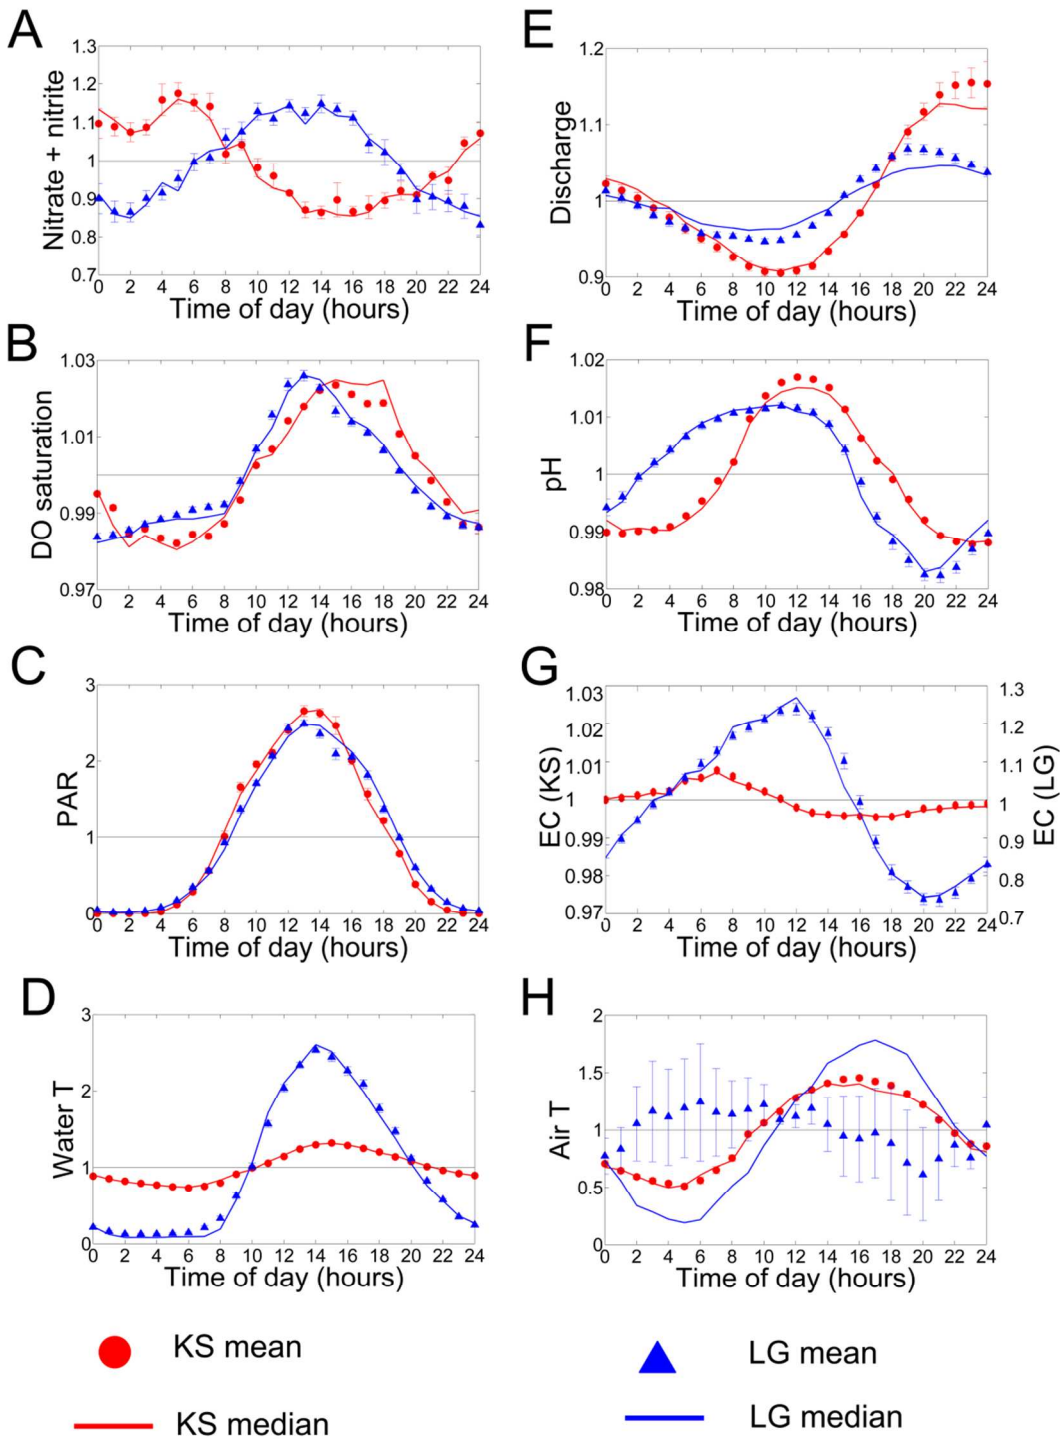 A
Nitrate + nitrite
1.3
1.2
1.1
1
0.9
0.8
0.7
0 2 4 6 8 10 12 14 16 18 20 22 24
Time of day (hours)
E
Discharge
1.2
1.1
1
0.9
0 2 4 6 8 10 12 14 16 18 20 22 24
Time of day (hours)
B
DO saturation
1.03
1.01
0.99
0.97
0 2 4 6 8 10 12 14 16 18 20 22 24
Time of day (hours)
F
pH
1.02
1.01
1
0.99
0.98
0 2 4 6 8 10 12 14 16 18 20 22 24
Time of day (hours)
C
PAR
3
2
1
0
0 2 4 6 8 10 12 14 16 18 20 22 24
Time of day (hours)
G
EC (KS)
1.03
1.02
1.01
1
0.99
0.98
0.97
EC (LG)
1.3
1.2
1.1
1
0.9
0.8
0.7
0 2 4 6 8 10 12 14 16 18 20 22 24
Time of day (hours)
D
Water T
3
2
1
0
0 2 4 6 8 10 12 14 16 18 20 22 24
Time of day (hours)
H
Air T
2
1.5
1
0.5
0
0 2 4 6 8 10 12 14 16 18 20 22 24
Time of day (hours)
KS mean
LG mean
KS median
LG median